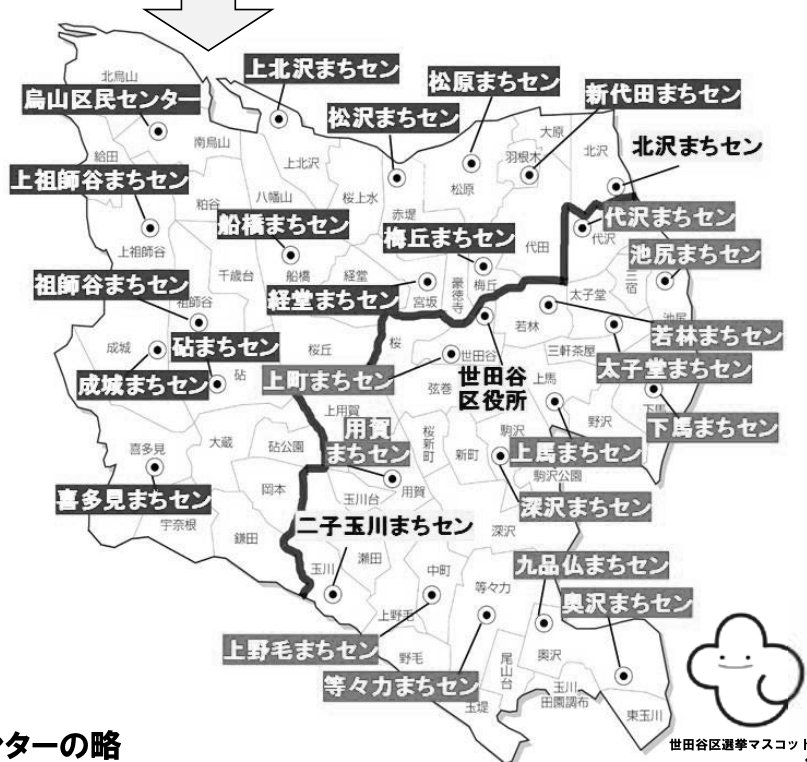 上北沢まちセン
松原まちセン
北烏山
烏山区民センター
新代田まちセン
松沢まちセン
大原
南烏山
羽根木
北沢
北沢まちセン
給田
上北沢
上祖師谷まちセン
松原
八幡山
桜上水
粕谷
赤堤
代沢まちセン
船橋まちセン
梅丘まちセン
代沢
代田
池尻まちセン
上祖師谷
千歳台
船橋
経堂
三宿
祖師谷まちセン
豪徳寺
梅丘
太子堂
経堂まちセン
宮坂
祖師谷
池尻
若林
若林まちセン
成城
砧まちセン
桜丘
桜
世田谷
三軒茶屋
太子堂まちセン
成城まちセン
砧
上町まちセン
世田谷
区役所
弦巻
上馬
下馬
上用賀
用賀
まちセン
桜新町
野沢
下馬まちセン
駒沢
大蔵
砧公園
新町
上馬まちセン
喜多見
駒沢公園
岡本
用賀
玉川台
喜多見まちセン
深沢まちセン
宇奈根
二子玉川まちセン
鎌田
深沢
瀬田
玉川
中町
九品仏まちセン
等々力
奥沢まちセン
上野毛
上野毛まちセン
野毛
尾山台
奥沢
等々力まちセン
玉川
田園調布
玉堤
東玉川
ンターの略
世田谷区選挙マスコット